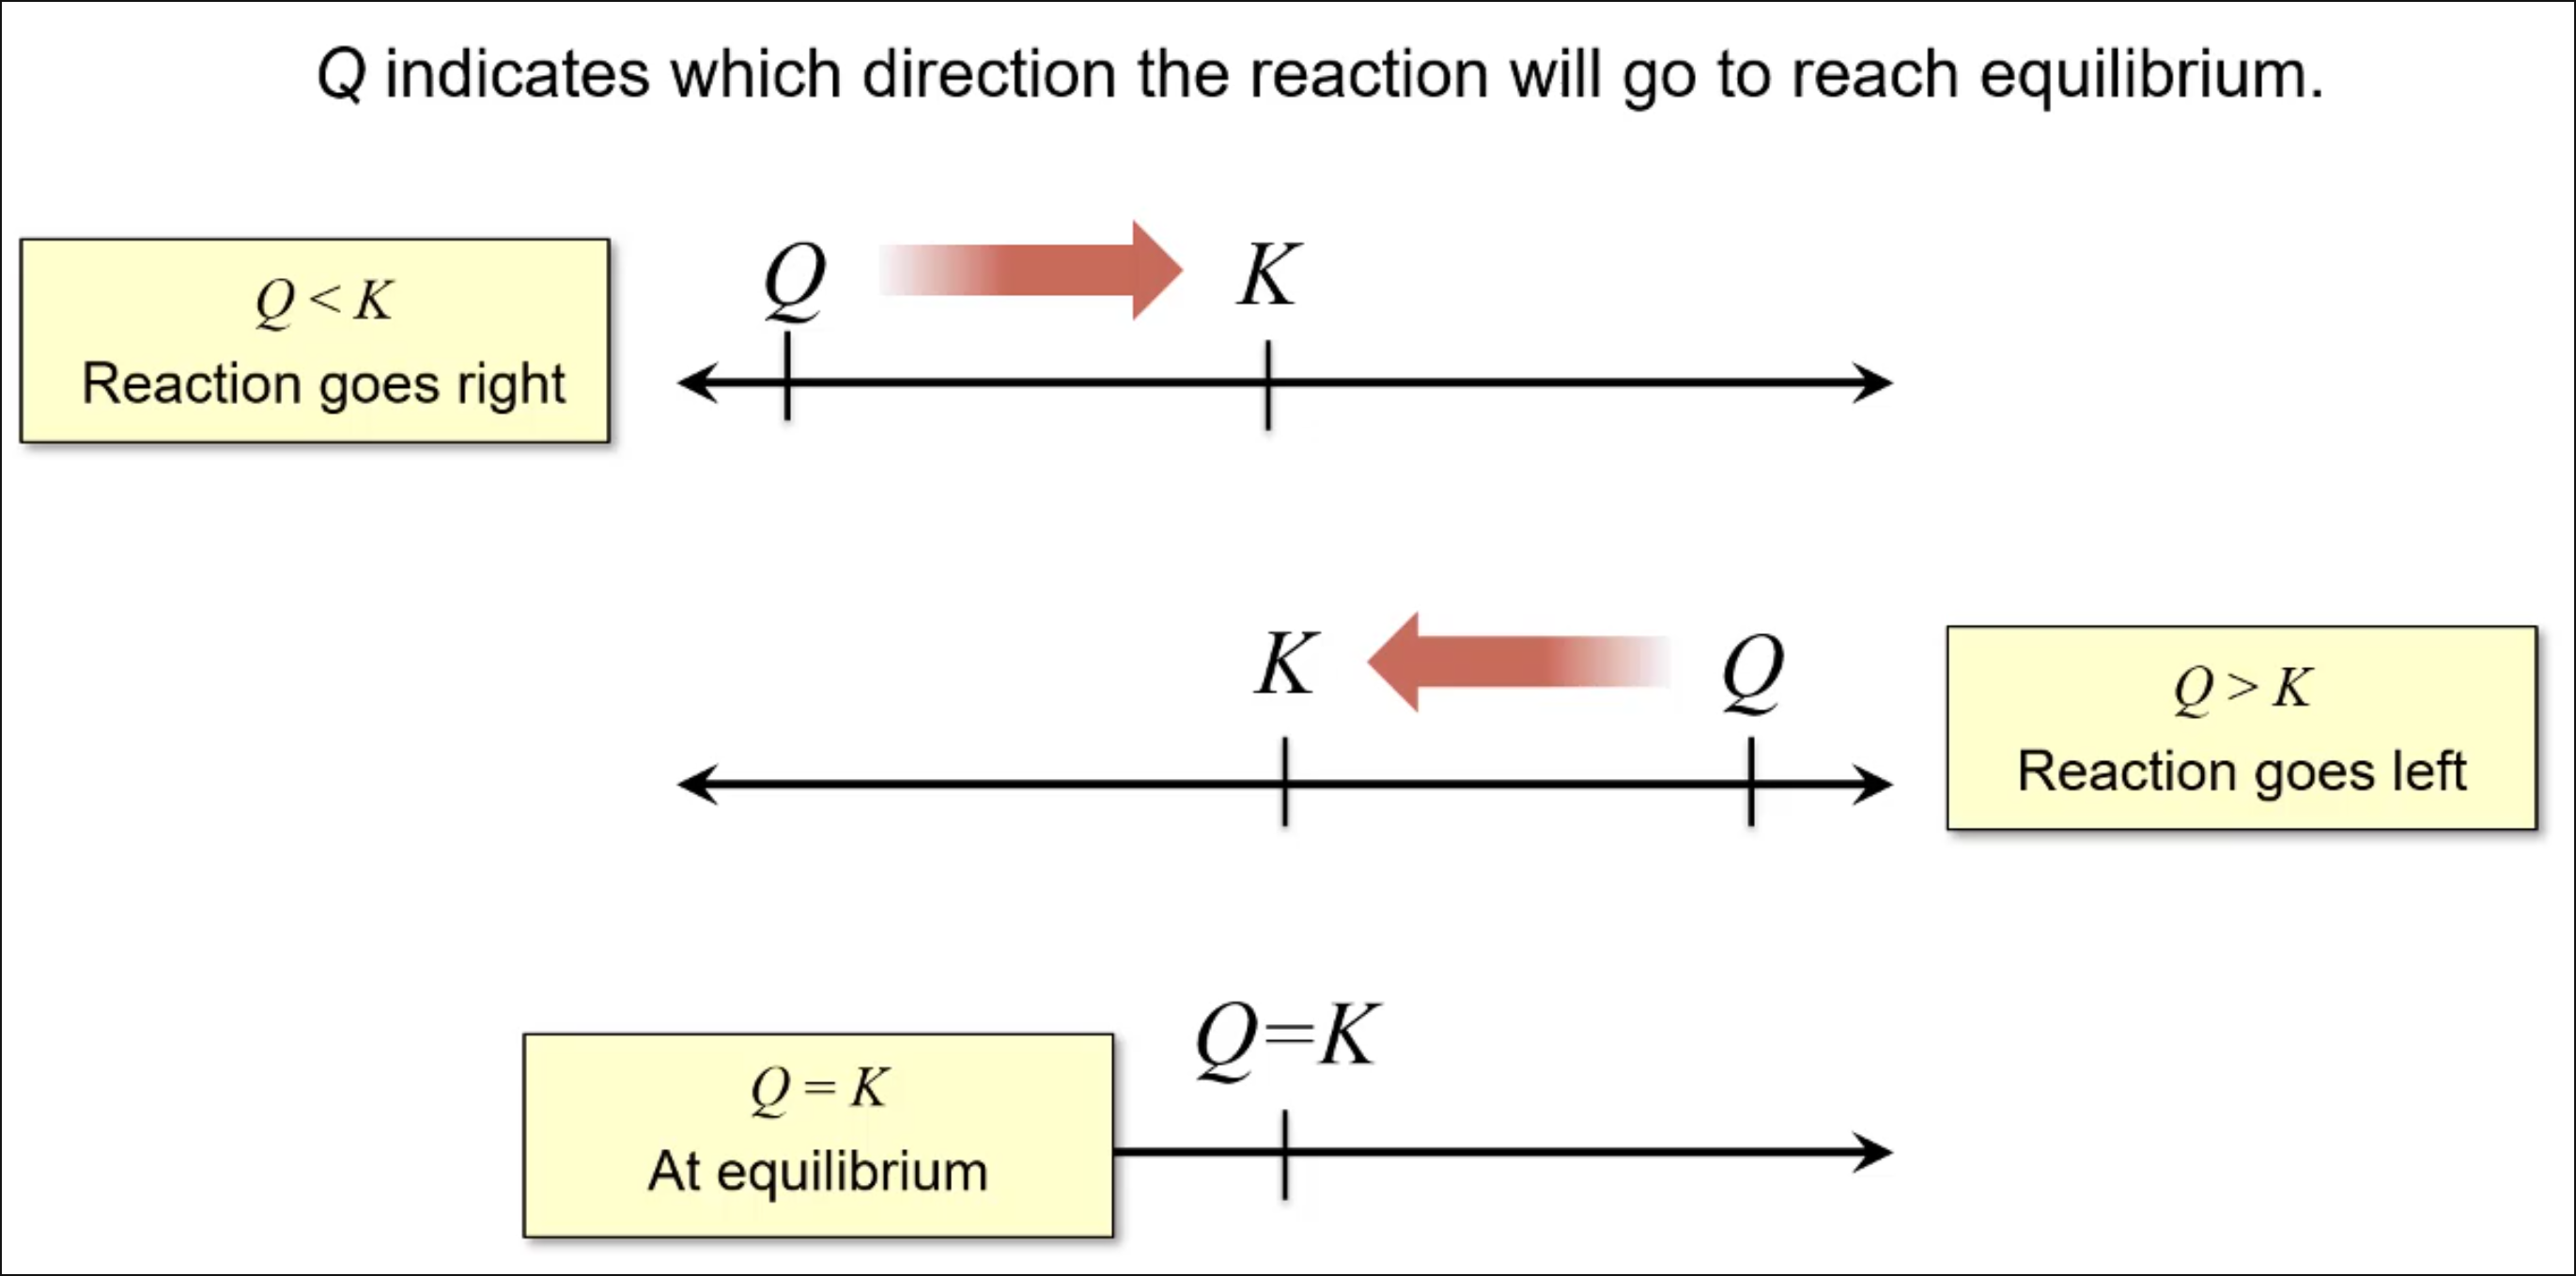 Q indicates which direction the reaction will go to reach equilibrium.
Q < K
Reaction goes right
Q
K
K
Q
Q > K
Reaction goes left
Q=K
Q = K
At equilibrium